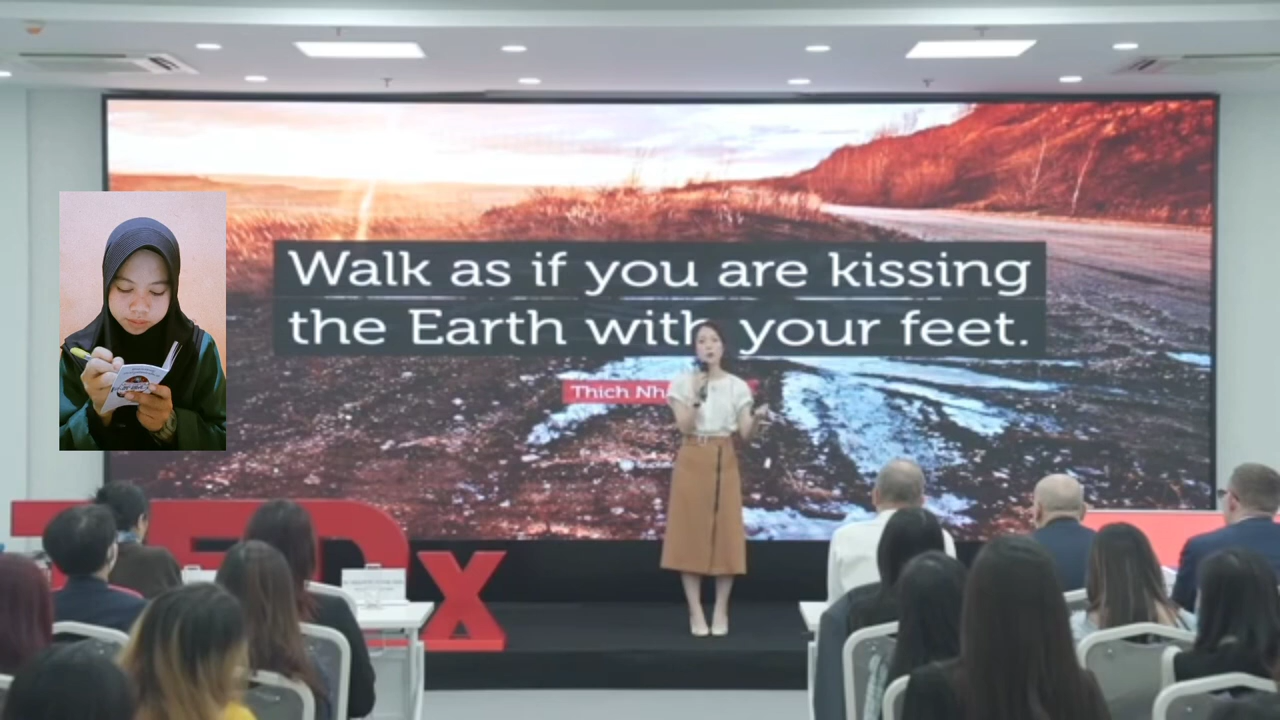 Walk as if you are kissing
the Earth with your feet.
Thich Nh
TEDx